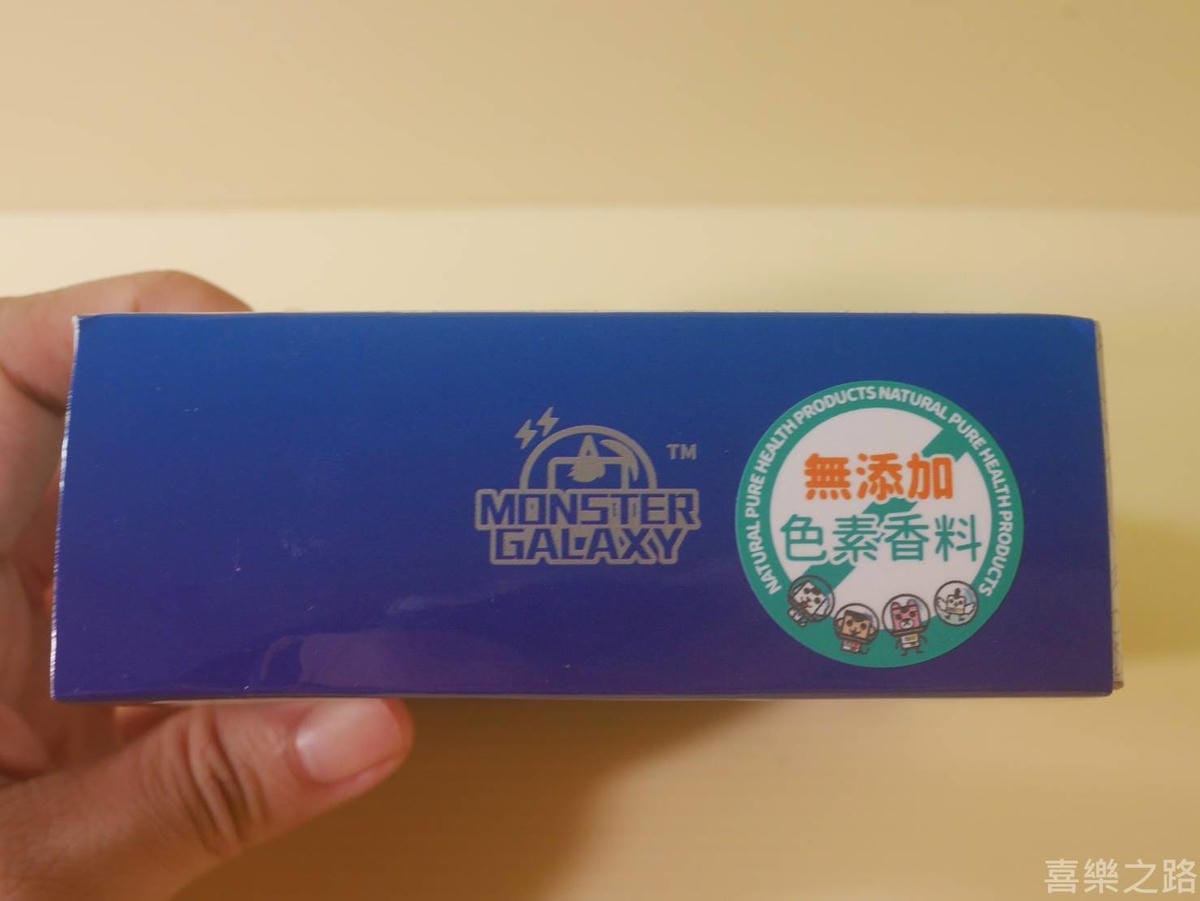 MONSTER
GALAXY
TM
NATURAL PURE HEALTH PRODUCTS NATURAL PURE HEALTH PRODUCTS
無添加
色素香料
喜樂之路